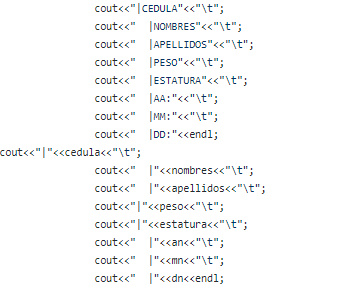 cout<<"|CEDULA"<<"\t";
cout<<"  |NOMBRES"<<"\t";
cout<<"  |APELLIDOS"<<"\t";
cout<<"  |PESO"<<"\t";
cout<<"  |ESTATURA"<<"\t";
cout<<"  |AA:"<<"\t";
cout<<"  |MM:"<<"\t";
cout<<"  |DD:"<<endl;
cout<<"|"<<cedula<<"\t";
cout<<"  |"<<nombres<<"\t";
cout<<"  |"<<apellidos<<"\t";
cout<<"|"<<peso<<"\t";
cout<<"|"<<estatura<<"\t";
cout<<"  |"<<an<<"\t";
cout<<"  |"<<mn<<"\t";
cout<<"  |"<<dn<<endl;